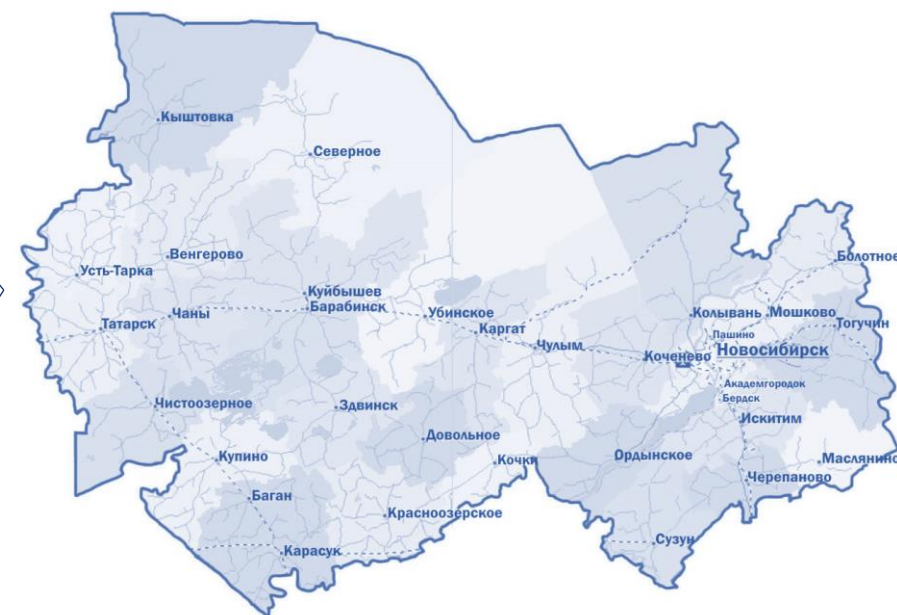 Кыштовка
Северное
Венгерово
Усть-Тарка
Куйбышев
Барабинск
Чаны
Татарск
Убинское
Каргат
Чулым
Болотное
Колывань
Мошково
Тогучин
Пашино
Новосибирск
Коченево
Академгородок
Бердск
Чистоозерное
Здвинск
Искитим
Довольное
Ордынское
Купино
Кочки
Маслянино
Черепаново
Баган
Красноозёрское
Сузун
Карасук